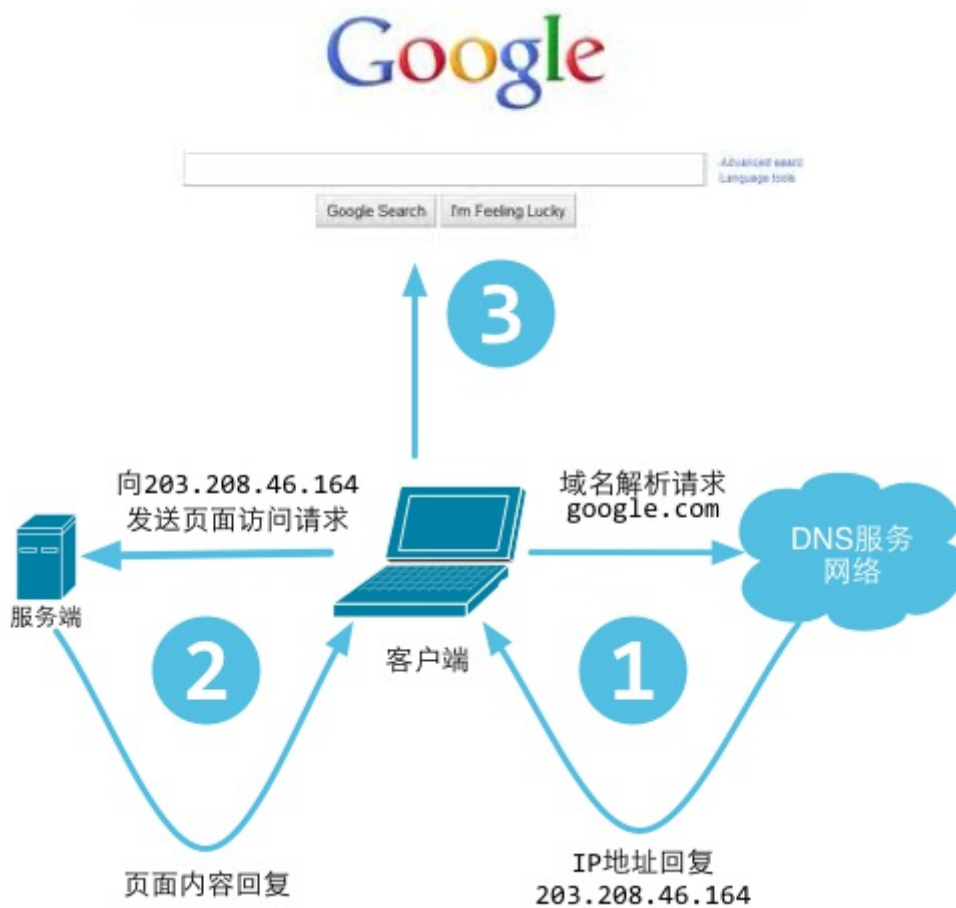 Google
Advanced searc
Language tools
Google Search
I'm Feeling Lucky
3
向203.208.46.164
发送页面访问请求
域名解析请求
google.com
DNS服务
网络
服务端
客户端
2
1
页面内容回复
IP地址回复
203.208.46.164